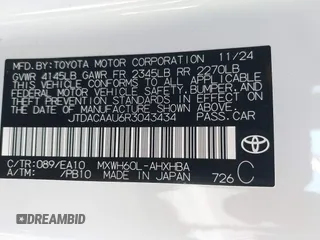 MFD.BY:TOYOTA MOTOR CORPORATION 11/24
GVWR 4145LB GAWR FR 2345LB RR 2270LB
THIS VEHICLE CONFORMS TO ALL APPLICABLE
FEDERAL MOTOR VEHICLE SAFETY, BUMPER, AND
THEFT PREVENTION STANDARDS IN EFFECT ON
THE DATE OF MANUFACTURE SHOWN ABOVE.
JTDACAAU6R3043434 PASS.CAR
TOYOTA
C/TR:089/EA10 MXWH60L-AHXHBA
A/TM: /PB10 MADE IN JAPAN 726 C
DCARSBIDHISTORY